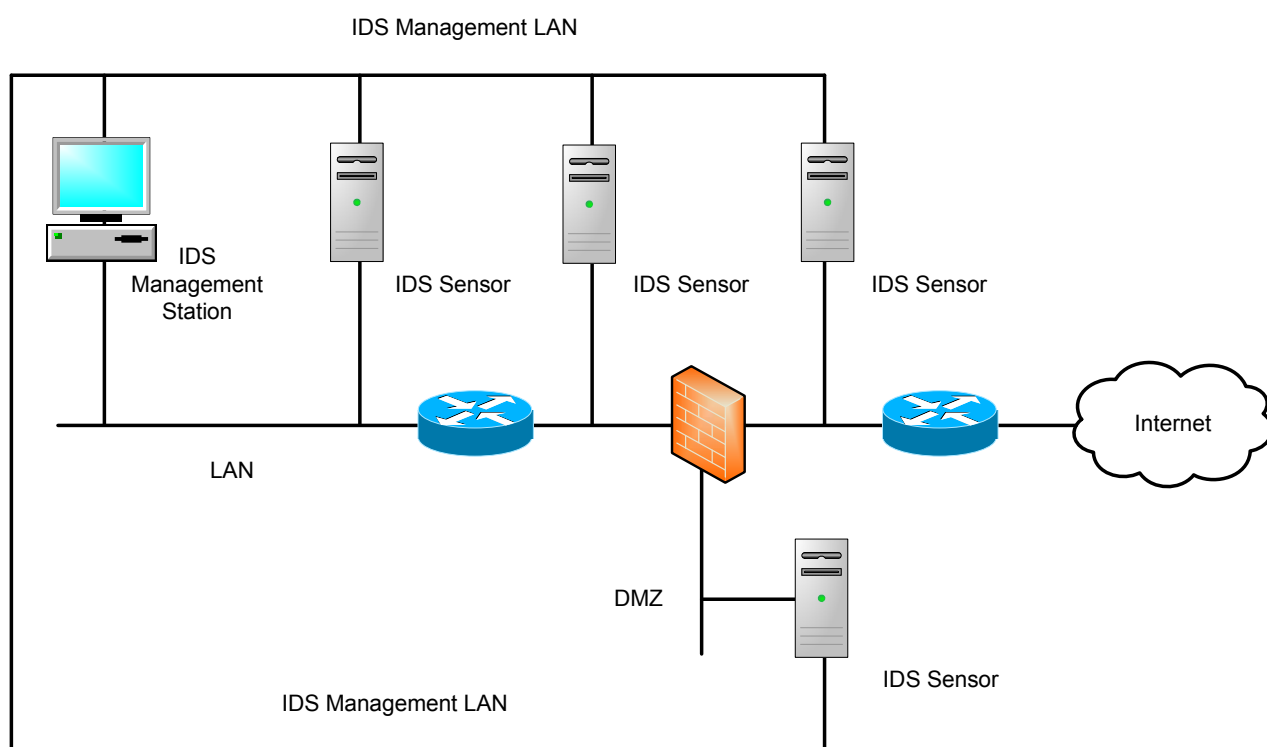 IDS Management LAN
IDS
Management
Station
IDS Sensor
IDS Sensor
IDS Sensor
Internet
LAN
DMZ
IDS Sensor
IDS Management LAN